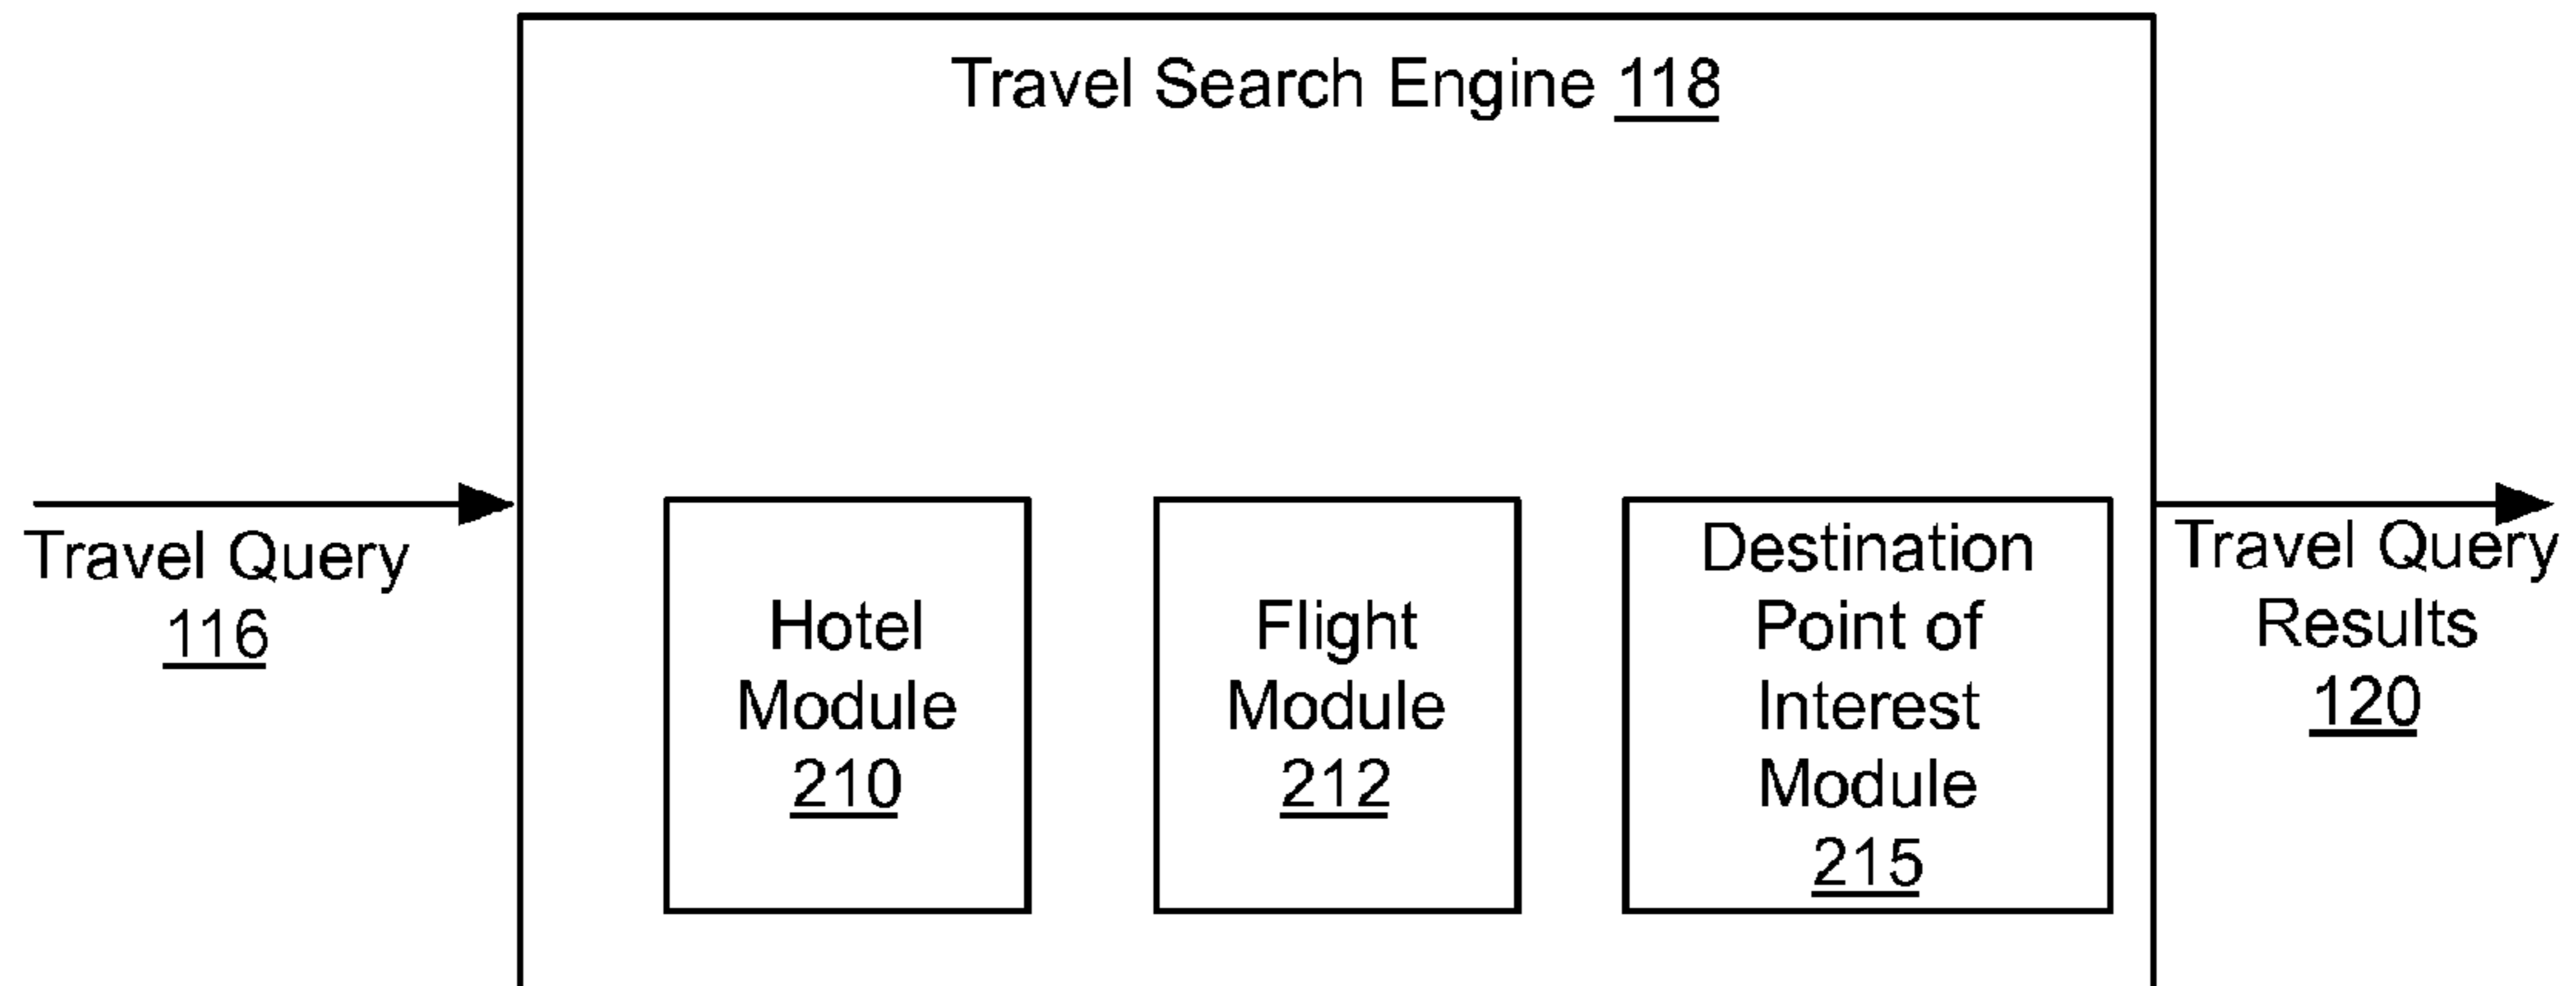 Travel Search Engine 118
Travel Query
116
Hotel
Module
210
Flight
Module
212
Destination
Point of
Interest
Module
215
Travel Query
Results
120